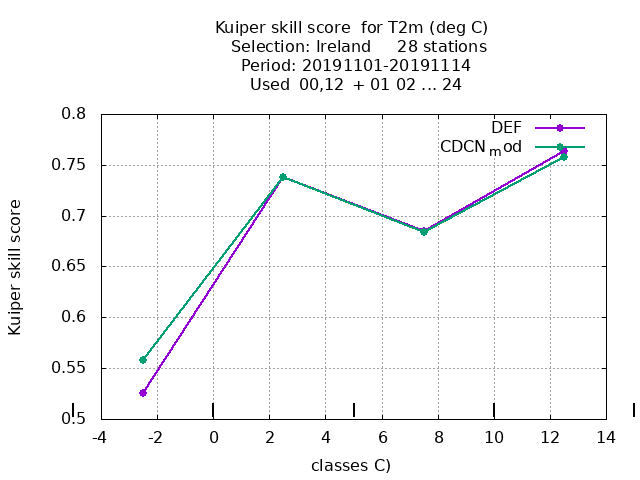 Kuiper skill score  for T2m (deg C)
Selection: Ireland     28 stations
Period: 20191101-20191114
Used  00,12  + 01 02 ... 24
DEF
CDCNmod
0.8
0.75
0.7
0.65
0.6
0.55
0.5
Kuiper skill score
-4 -2 0 2 4 6 8 10 12 14
classes C)